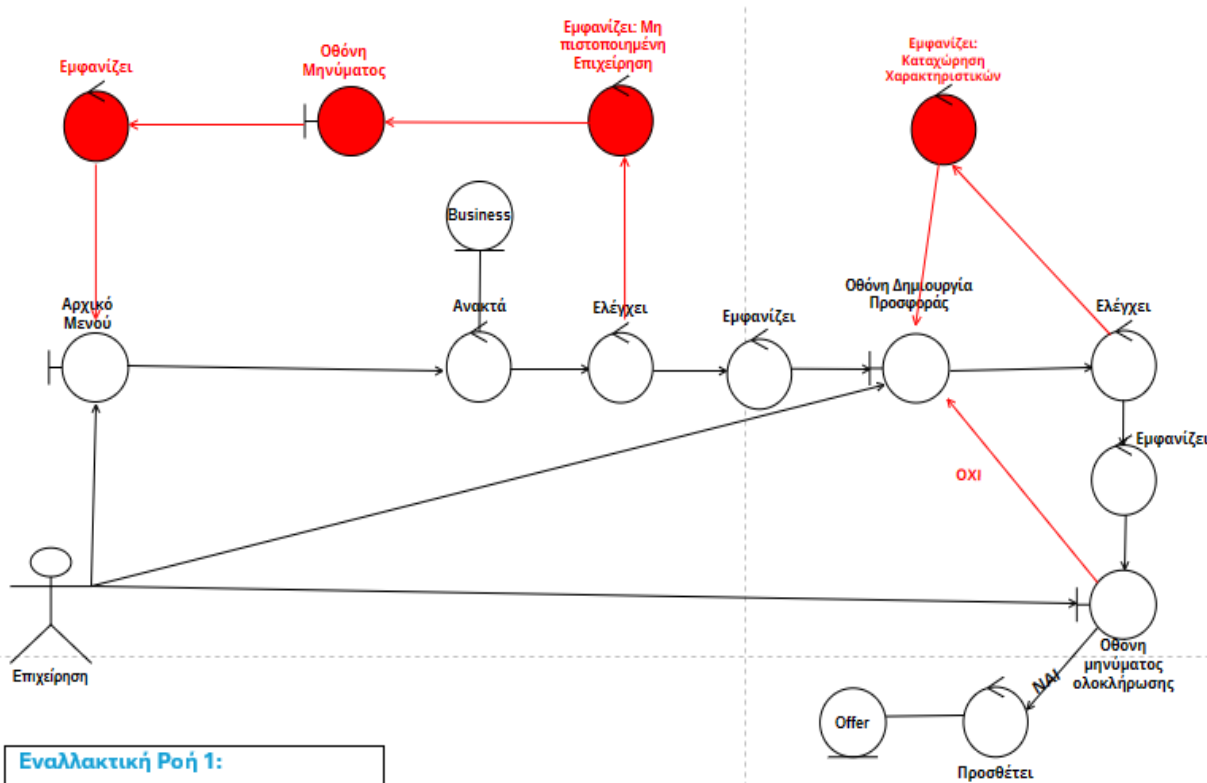 Εμφανίζει
Οθόνη
Μηνύματος
Εμφανίζει: Μη
πιστοποιημένη
Επιχείρηση
Εμφανίζει:
Καταχώρηση
Χαρακτηριστικών
Business
Αρχικό
Μενού
Ανακτά
Ελέγχει
Εμφανίζει
Οθόνη Δημιουργία
Προσφοράς
Ελέγχει
Εμφανίζει
ΟΧΙ
Επιχείρηση
Οθόνη
μηνύματος
ολοκλήρωσης
ΝΑΙ
Offer
Προσθέτει
Εναλλακτική Ροή 1: